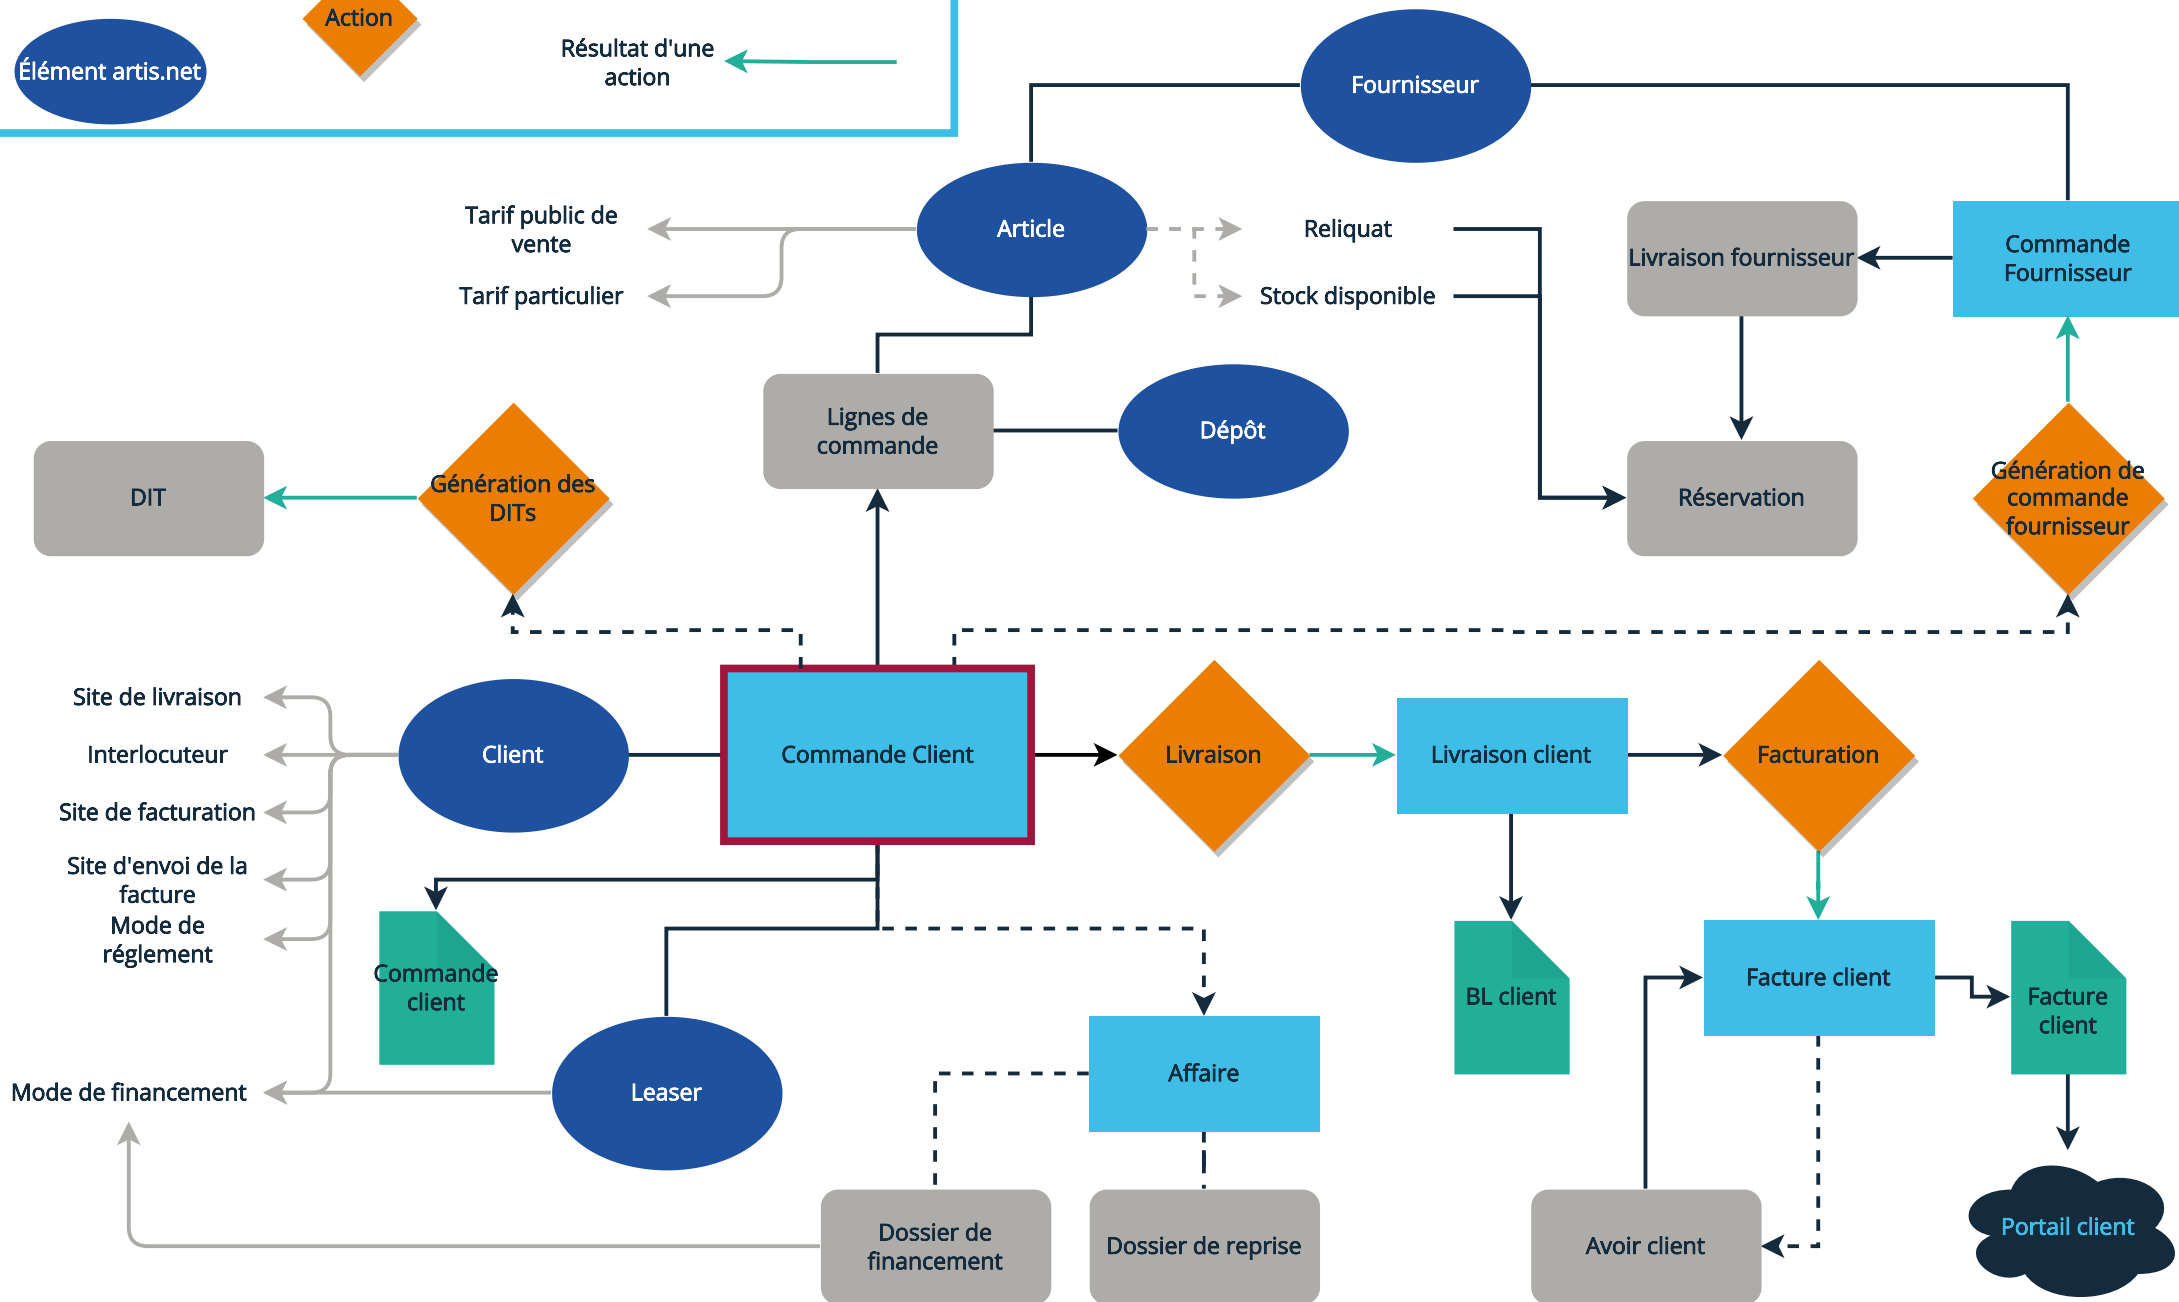 Action
Élément artis.net
Résultat d'une
action
Fournisseur
Tarif public de
vente
Article
Reliquat
Livraison fournisseur
Commande
Fournisseur
Tarif particulier
Stock disponible
Lignes de
commande
Dépôt
DIT
Génération des
DITs
Réservation
Génération de
commande
fournisseur
Site de livraison
Interlocuteur
Client
Commande Client
Livraison
Livraison client
Facturation
Site de facturation
Site d'envoi de la
facture
Mode de
réglement
Commande
client
BL client
Facture client
Facture
client
Mode de financement
Leaser
Affaire
Dossier de
financement
Dossier de reprise
Avoir client
Portail client